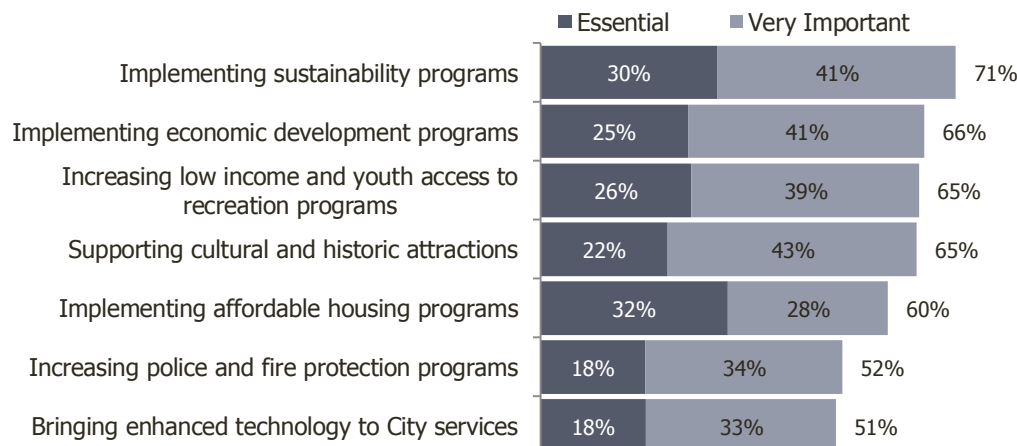 Essential Very Important
Implementing sustainability programs 30% 41% 71%
Implementing economic development programs 25% 41% 66%
Increasing low income and youth access to
recreation programs 26% 39% 65%
Supporting cultural and historic attractions 22% 43% 65%
Implementing affordable housing programs 32% 28% 60%
Increasing police and fire protection programs 18% 34% 52%
Bringing enhanced technology to City services 18% 33% 51%